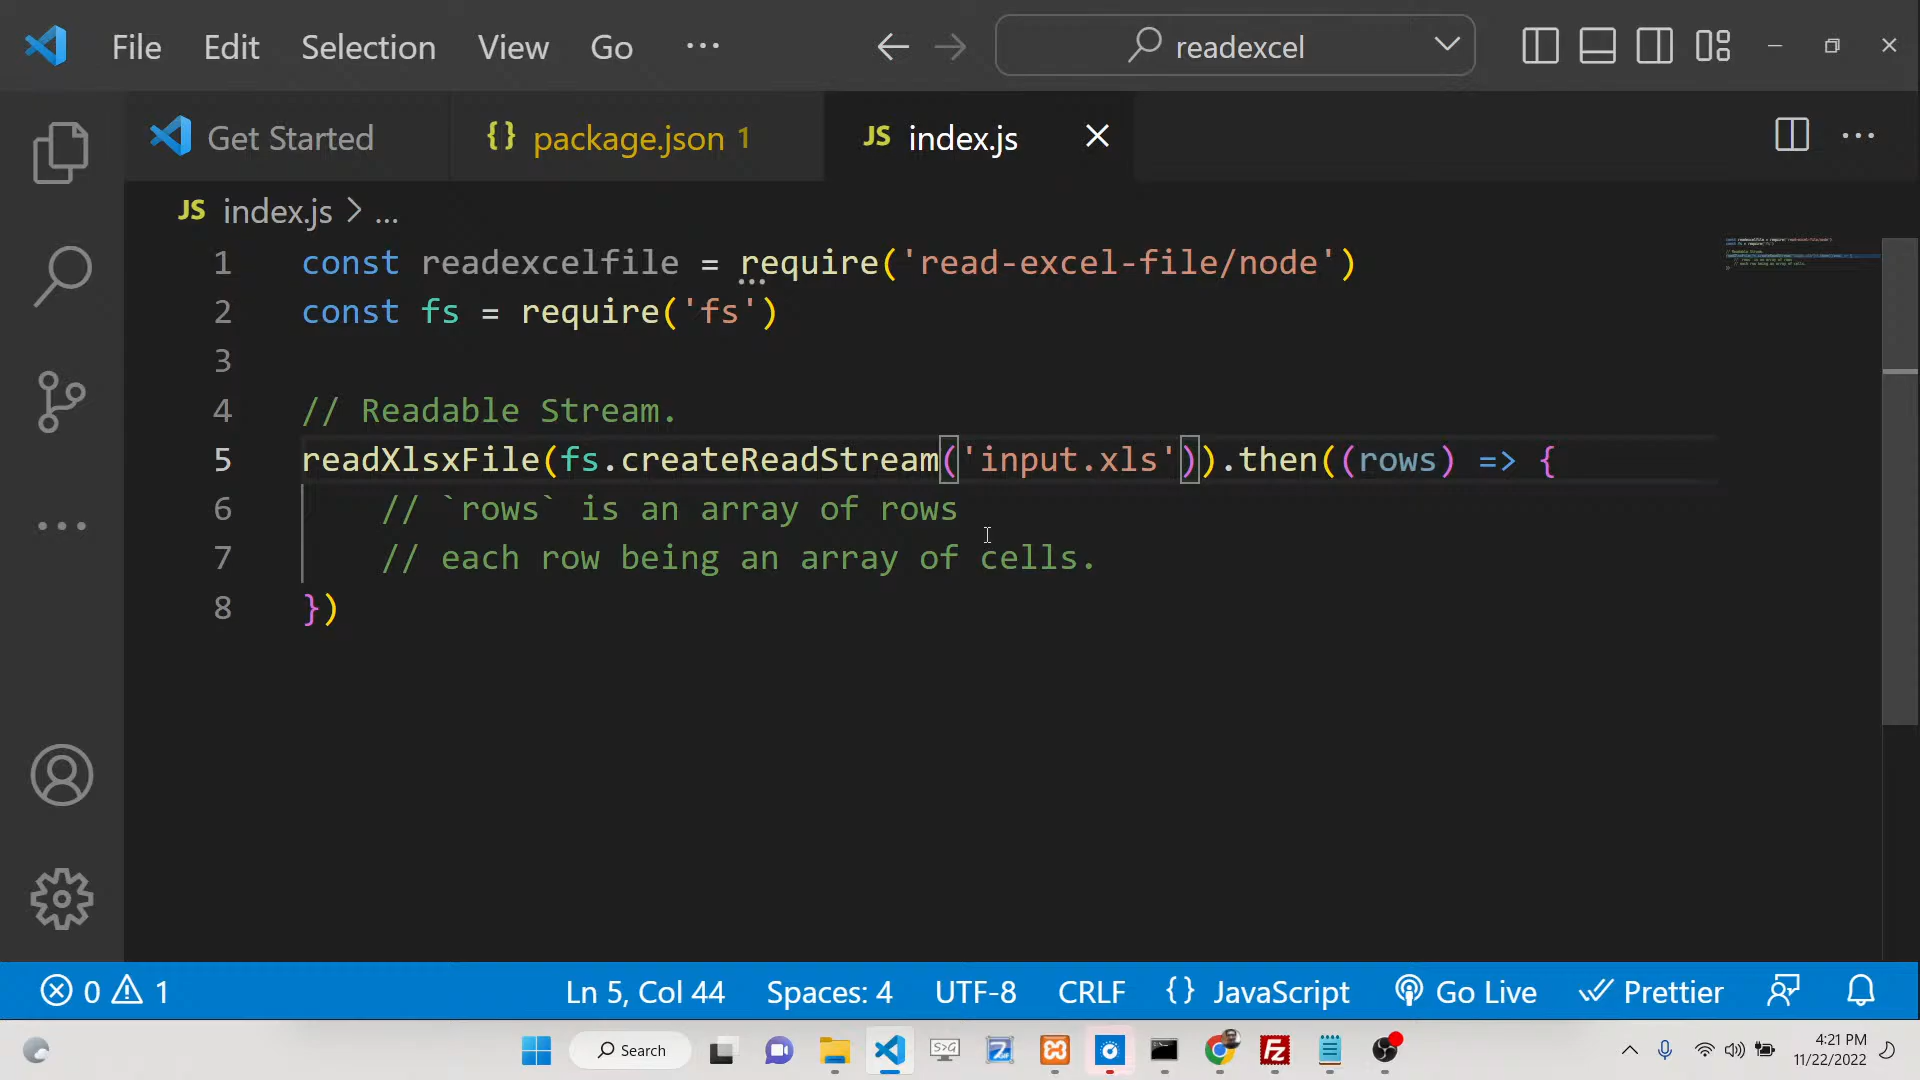 File Edit Selection View Go ··· readexcel
Get Started {} package.json 1 JS index.js
JS index.js > ...
1 const readexcelfile = require('read-excel-file/node')
2 const fs = require('fs')
3
4 // Readable Stream.
5 readXlsxFile(fs.createReadStream('input.xls')).then((rows) => {
6 // `rows` is an array of rows
7 // each row being an array of cells.
8 })
0 1 Ln 5, Col 44 Spaces: 4 UTF-8 CRLF {} JavaScript Go Live Prettier
Search
4:21 PM
11/22/2022